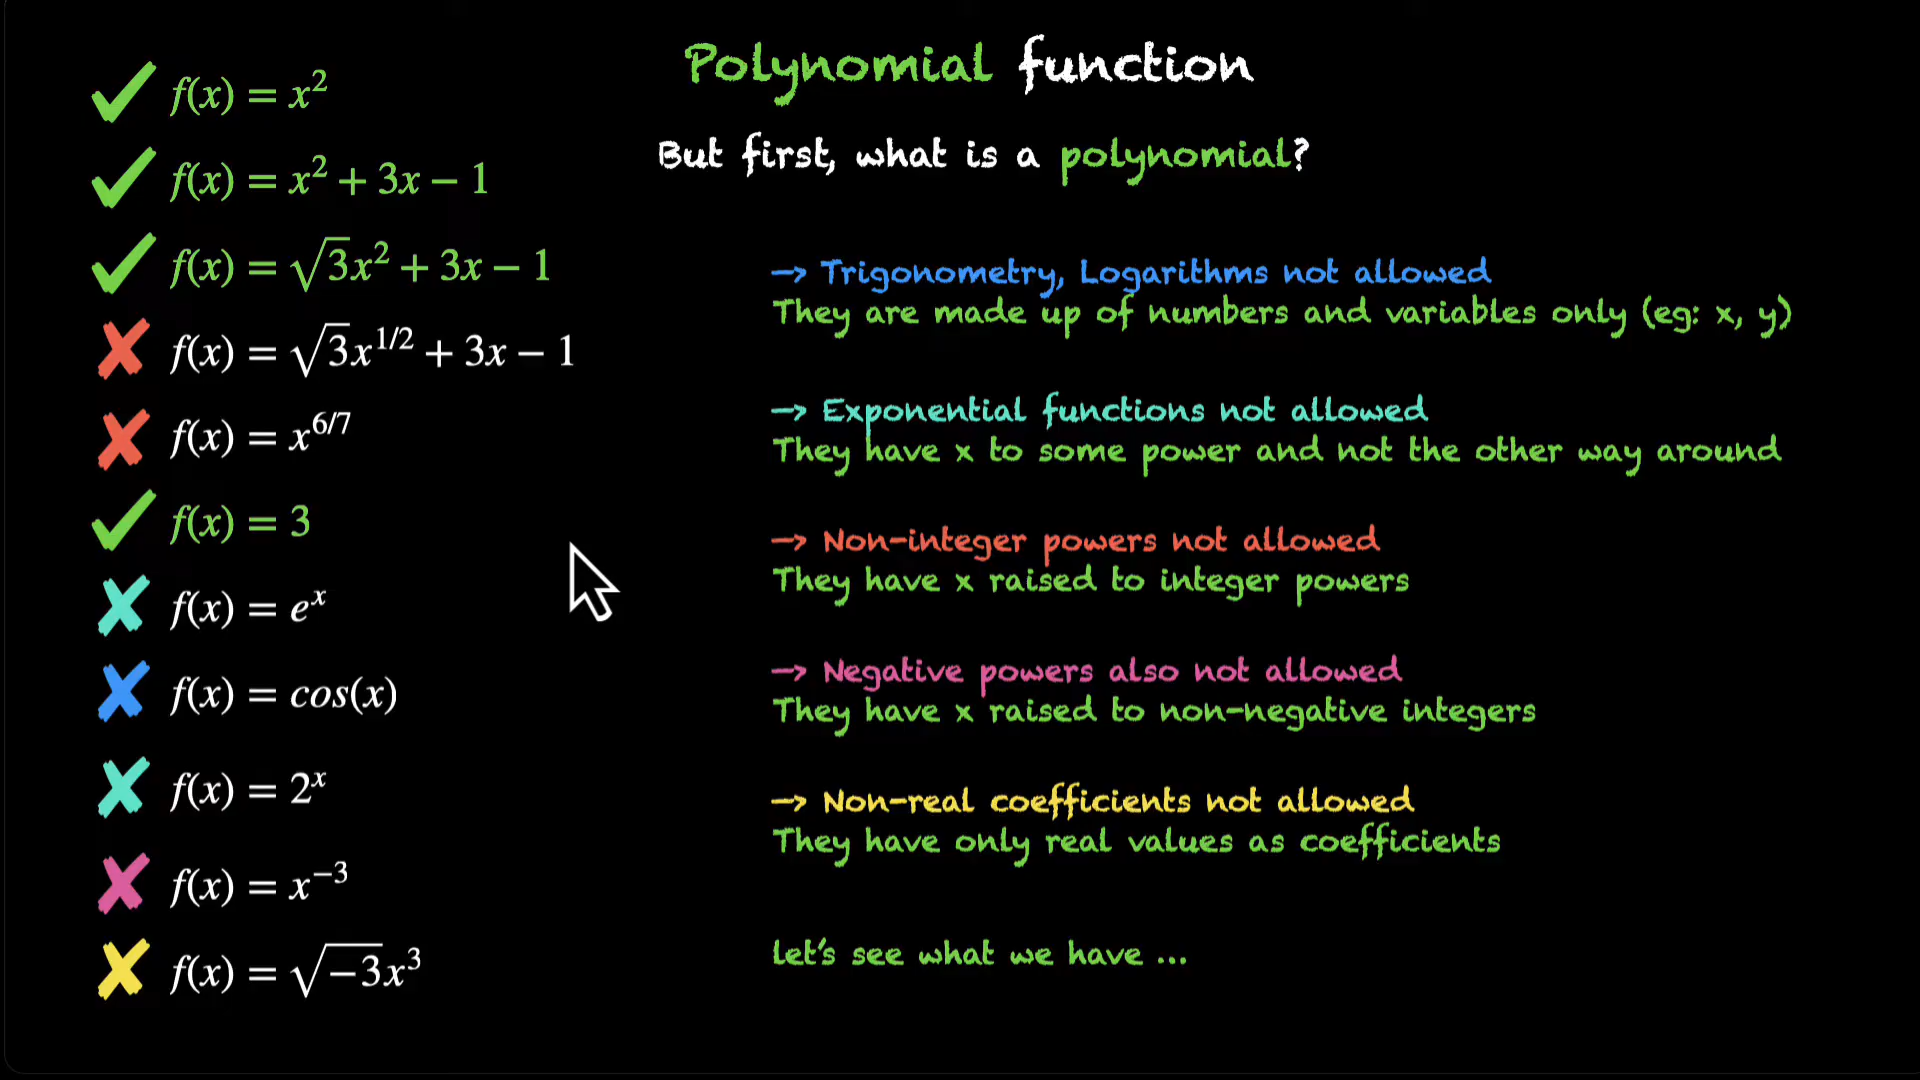 Polynomial function
But first, what is a polynomial?
f(x) = x²
f(x) = x² + 3x − 1
f(x) = √3x² + 3x − 1
f(x) = √3x^{1/2} + 3x − 1
f(x) = x^{6/7}
f(x) = 3
f(x) = e^x
f(x) = cos(x)
f(x) = 2^x
f(x) = x^{−3}
f(x) = √−3x³
→ Trigonometry, Logarithms not allowed
They are made up of numbers and variables only (eg: x, y)
→ Exponential functions not allowed
They have x to some power and not the other way around
→ Non-integer powers not allowed
They have x raised to integer powers
→ Negative powers also not allowed
They have x raised to non-negative integers
→ Non-real coefficients not allowed
They have only real values as coefficients
let's see what we have ...